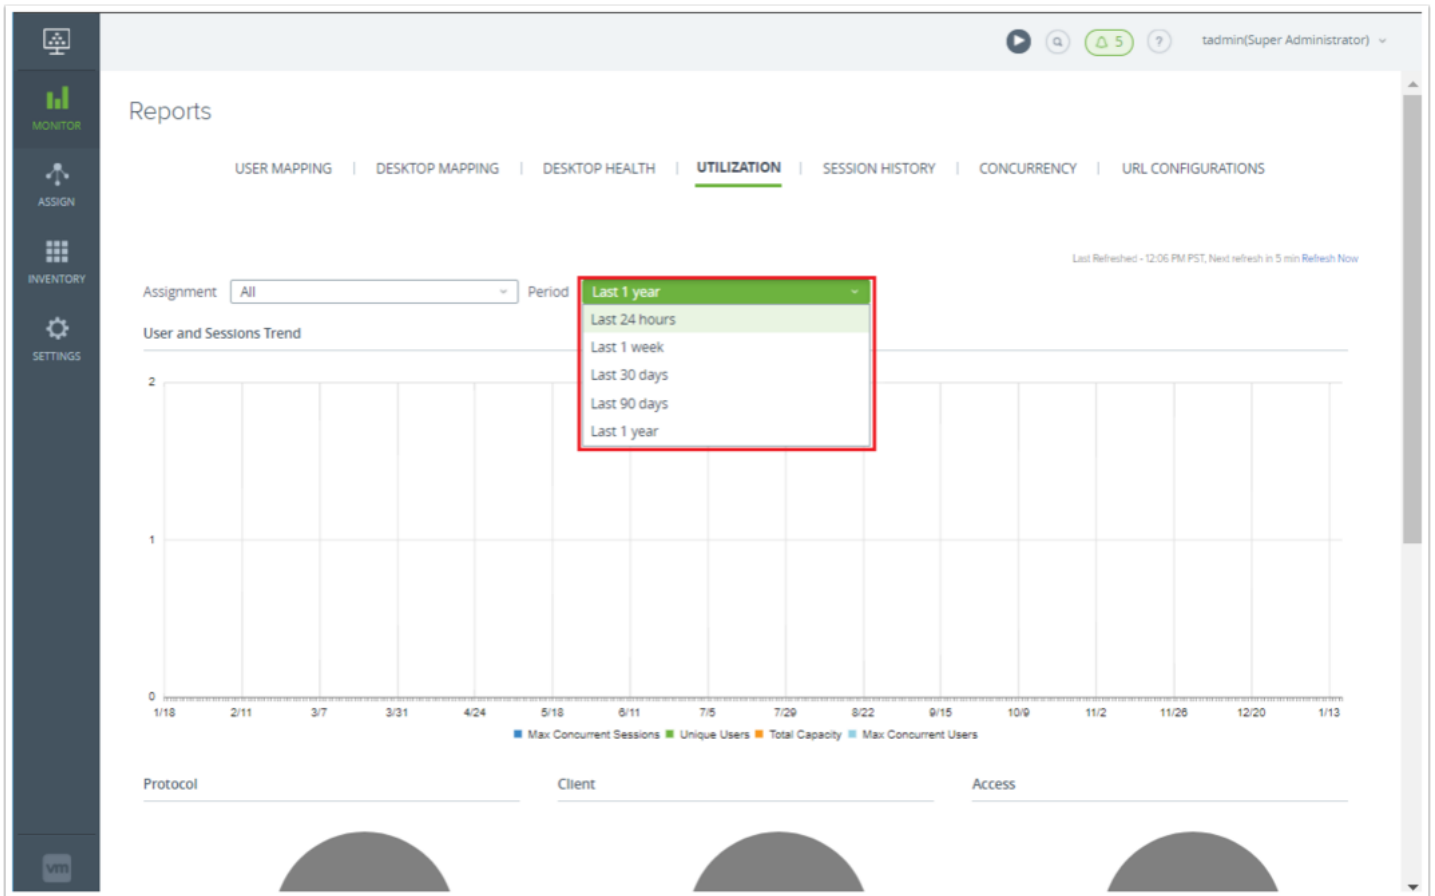 5 ? tadmin(Super Administrator)
MONITOR
ASSIGN
INVENTORY
SETTINGS
vm
Reports
USER MAPPING | DESKTOP MAPPING | DESKTOP HEALTH | UTILIZATION | SESSION HISTORY | CONCURRENCY | URL CONFIGURATIONS
Last Refreshed - 12:06 PM PST, Next refresh in 5 min Refresh Now
Assignment All Period Last 1 year
Last 24 hours
Last 1 week
Last 30 days
Last 90 days
Last 1 year
User and Sessions Trend
2
1
0
1/18 2/11 3/7 3/31 4/24 5/18 6/11 7/5 7/29 8/22 9/15 10/9 11/2 11/26 12/20 1/13
Max Concurrent Sessions Unique Users Total Capacity Max Concurrent Users
Protocol Client Access